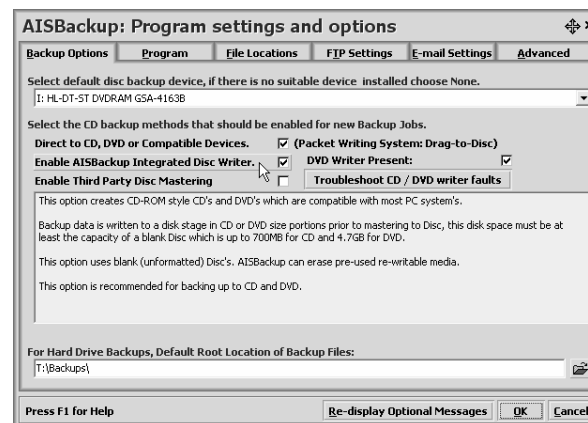 AISBackup: Program settings and options
Backup Options Program File Locations FTP Settings E-mail Settings Advanced
Select default disc backup device, if there is no suitable device installed choose None.
I: HL-DT-ST DVDRAM GSA-4163B
Select the CD backup methods that should be enabled for new Backup Jobs.
Direct to CD, DVD or Compatible Devices. (Packet Writing System: Drag-to-Disc)
Enable AISBackup Integrated Disc Writer. DVD Writer Present:
Enable Third Party Disc Mastering Troubleshoot CD / DVD writer faults
This option creates CD-ROM style CD's and DVD's which are compatible with most PC system's.
Backup data is written to a disk stage in CD or DVD size portions prior to mastering to Disc, this disk space must be at
least the capacity of a blank Disc which is up to 700MB for CD and 4.7GB for DVD.
This option uses blank (unformatted) Disc's. AISBackup can erase pre-used re-writable media.
This option is recommended for backing up to CD and DVD.
For Hard Drive Backups, Default Root Location of Backup Files:
T:\Backups\
Press F1 for Help Re-display Optional Messages OK Cancel